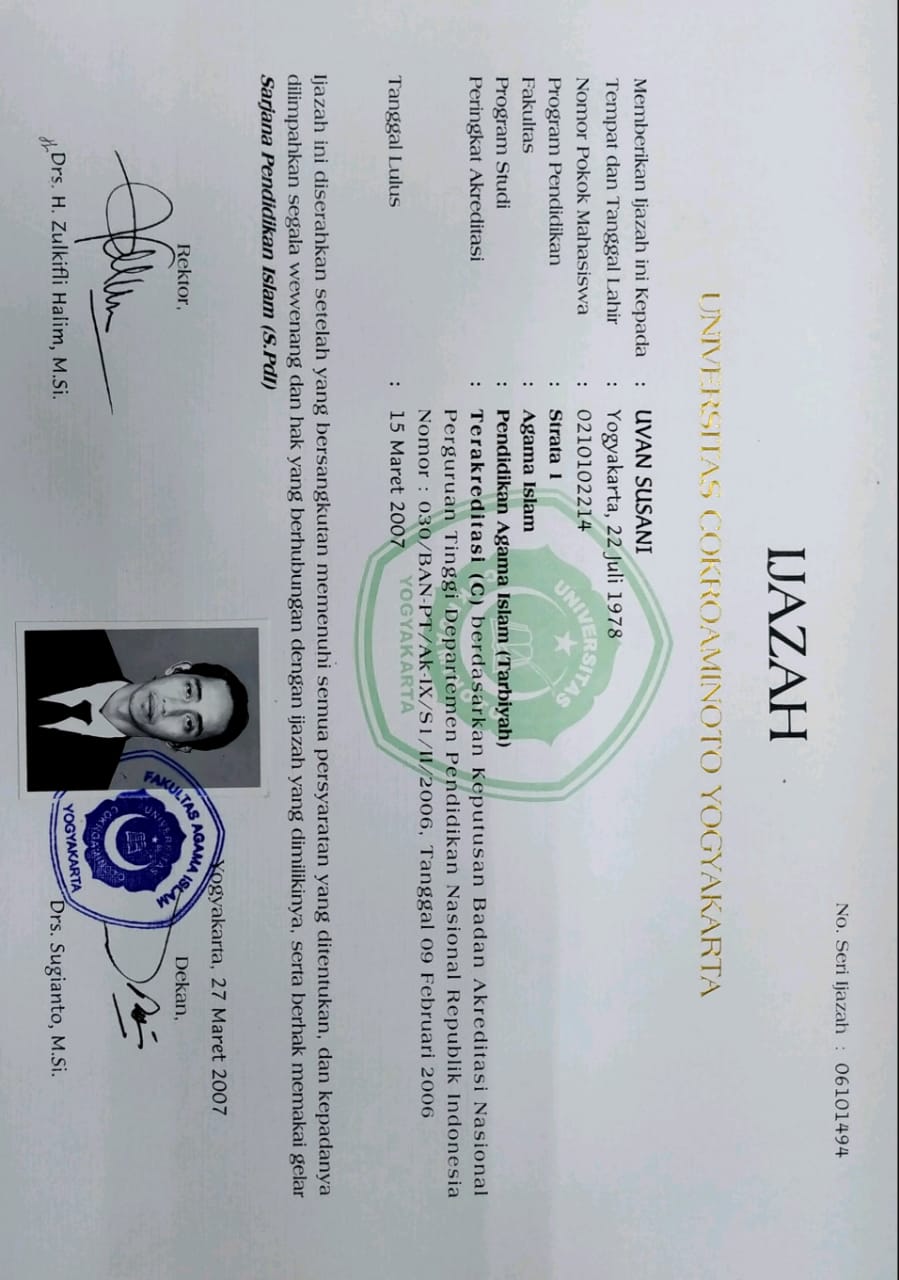 No. Seri Ijazah : 06101494
IJAZAH
UNIVERSITAS COKROAMINOTO YOGYAKARTA
Memberikan Ijazah ini Kepada : UVAN SUSANI
Tempat dan Tanggal Lahir : Yogyakarta, 22 Juli 1978
Nomor Pokok Mahasiswa : 0210102214
Program Pendidikan : Strata 1
Fakultas : Agama Islam
Program Studi : Pendidikan Agama Islam (Tarbiyah)
Peringkat Akreditasi : Terakreditasi (C) berdasarkan Keputusan Badan Akreditasi Nasional
Perguruan Tinggi Departemen Pendidikan Nasional Republik Indonesia
Nomor : 030/BAN-PT/Ak-IX/S1/II/2006, Tanggal 09 Februari 2006
Tanggal Lulus : 15 Maret 2007
UNIVERSITAS
YOGYAKARTA
Ijazah ini diserahkan setelah yang bersangkutan memenuhi semua persyaratan yang ditentukan, dan kepadanya
dilimpahkan segala wewenang dan hak yang berhubungan dengan ijazah yang dimilikinya, serta berhak memakai gelar
Sarjana Pendidikan Islam (S.PdI)
Yogyakarta, 27 Maret 2007
Rektor,
Dekan,
FAKULTAS AGAMA ISLAM
UNIVERSITAS
COKROAMINOTO
YOGYAKARTA
Drs. H. Zulkifli Halim, M.Si.
Drs. Sugianto, M.Si.